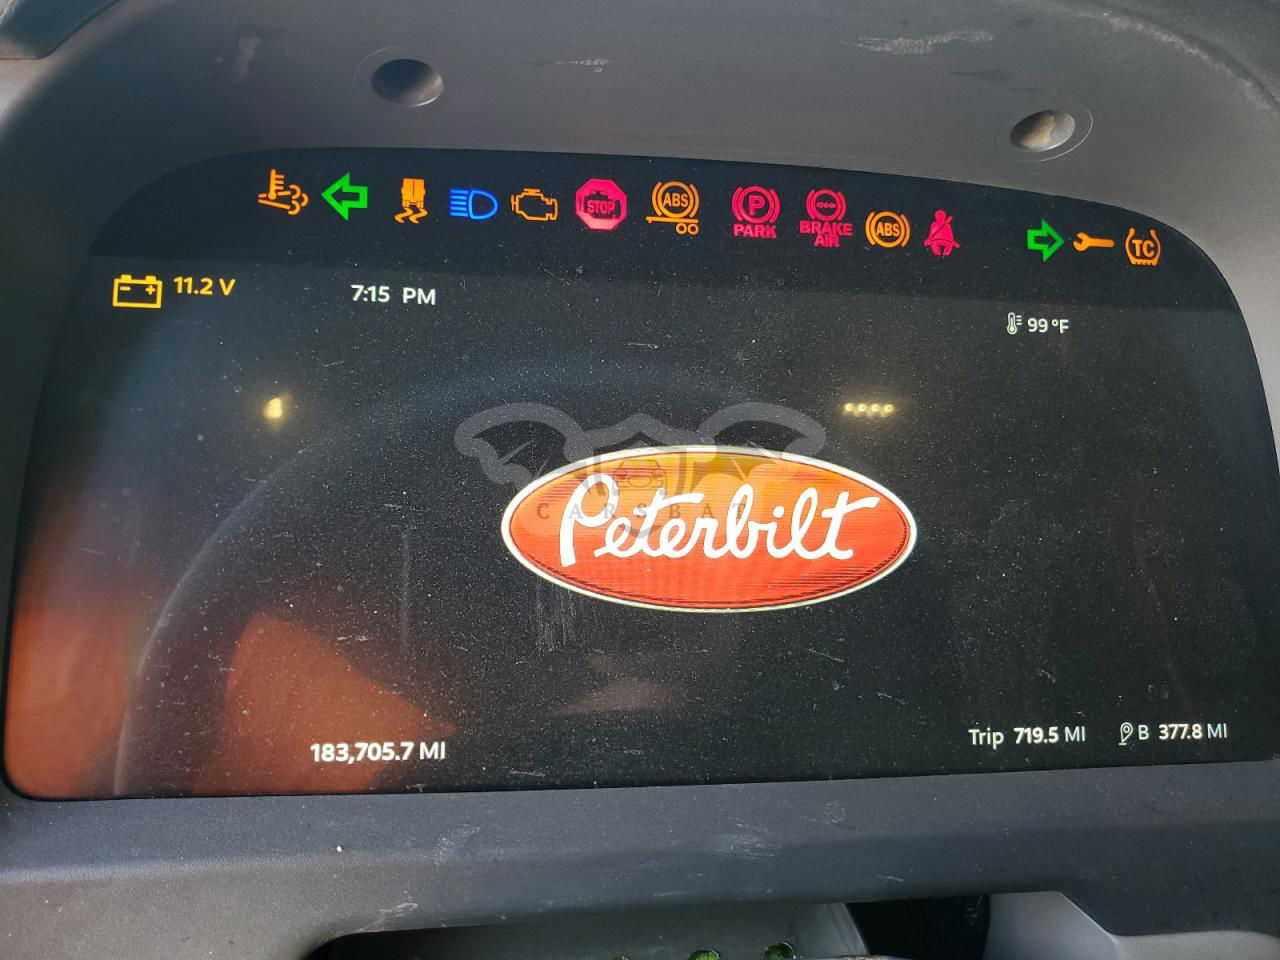 STOP
ABS
P
PARK
BRAKE
AIR
ABS
TC
11.2 V
7:15 PM
99 °F
CARSBAT
Peterbilt
183,705.7 MI
Trip 719.5 MI
B 377.8 MI